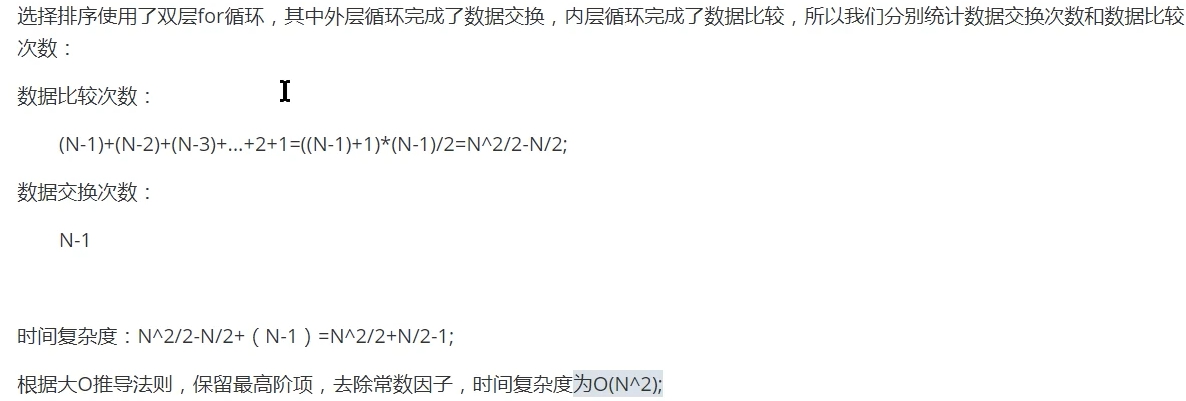 选择排序使用了双层for循环，其中外层循环完成了数据交换，内层循环完成了数据比较，所以我们分别统计数据交换次数和数据比较
次数：
数据比较次数：
(N-1)+(N-2)+(N-3)+...+2+1=((N-1)+1)*(N-1)/2=N^2/2-N/2;
数据交换次数：
N-1
时间复杂度：N^2/2-N/2+（N-1）=N^2/2+N/2-1;
根据大O推导法则，保留最高阶项，去除常数因子，时间复杂度为O(N^2);